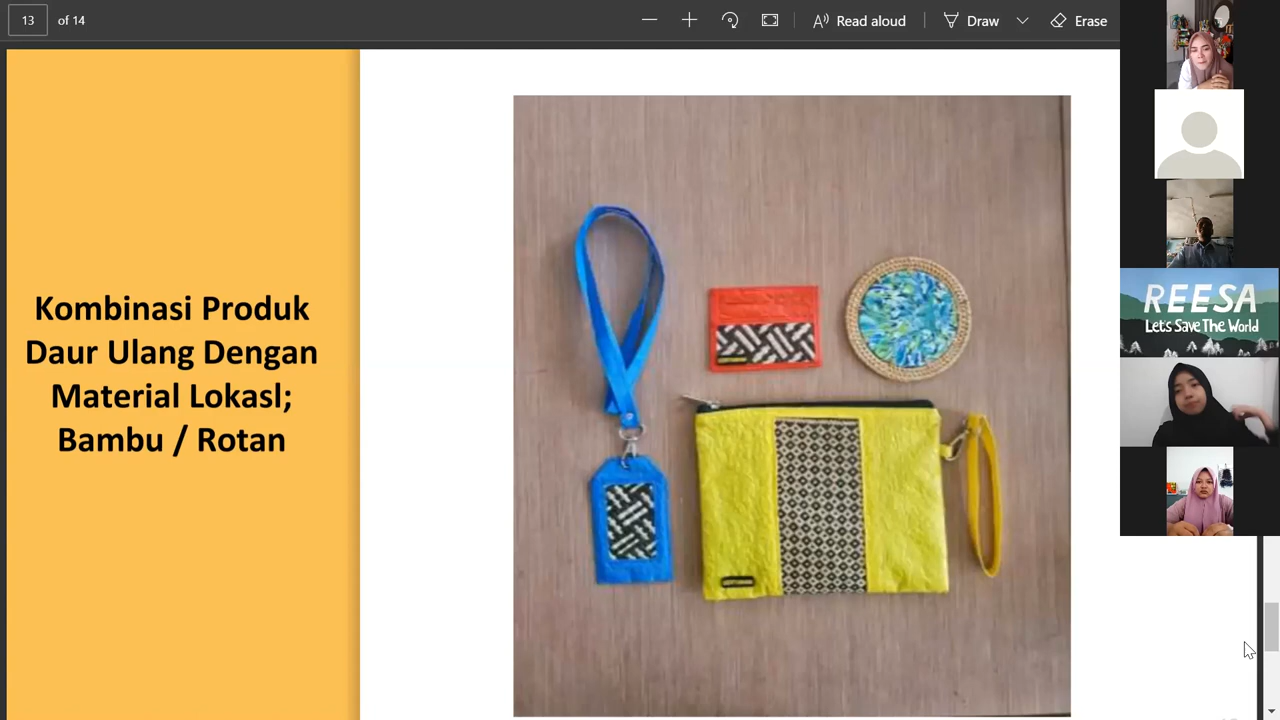 13 of 14
Read aloud
Draw
Erase
Kombinasi Produk
Daur Ulang Dengan
Material Lokasl;
Bambu / Rotan
REESA
Let's Save The World